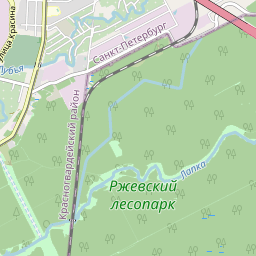 улица Красина
Лубья
Санкт-Петербург
Красногвардейский район
Лапка
Ржевский
лесопарк